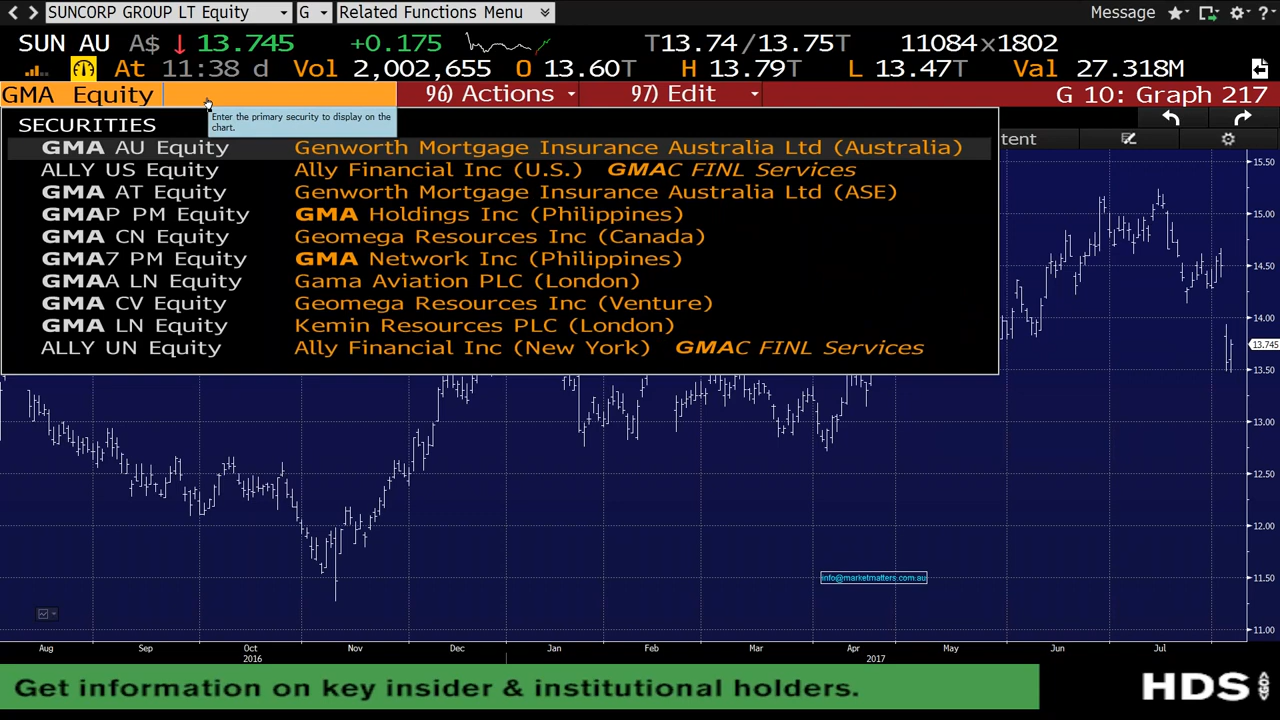 SUNCORP GROUP LT Equity G Related Functions Menu Message
SUN AU A$ ↓ 13.745 +0.175 T13.74/13.75T 11084x1802
At 11:38 d Vol 2,002,655 O 13.60T H 13.79T L 13.47T Val 27.318M
GMA Equity 96) Actions 97) Edit G 10: Graph 217
Enter the primary security to display on the
chart.
SECURITIES
GMA AU Equity Genworth Mortgage Insurance Australia Ltd (Australia)
ALLY US Equity Ally Financial Inc (U.S.) GMAC FINL Services
GMA AT Equity Genworth Mortgage Insurance Australia Ltd (ASE)
GMAP PM Equity GMA Holdings Inc (Philippines)
GMA CN Equity Geomega Resources Inc (Canada)
GMA7 PM Equity GMA Network Inc (Philippines)
GMAA LN Equity Gama Aviation PLC (London)
GMA CV Equity Geomega Resources Inc (Venture)
GMA LN Equity Kemin Resources PLC (London)
ALLY UN Equity Ally Financial Inc (New York) GMAC FINL Services
tent
15.50
15.00
14.50
14.00
13.745
13.50
13.00
12.50
12.00
11.50
11.00
info@marketmatters.com.au
Aug Sep Oct Nov Dec Jan Feb Mar Apr May Jun Jul
2016 2017
Get information on key insider & institutional holders.
HDS GO